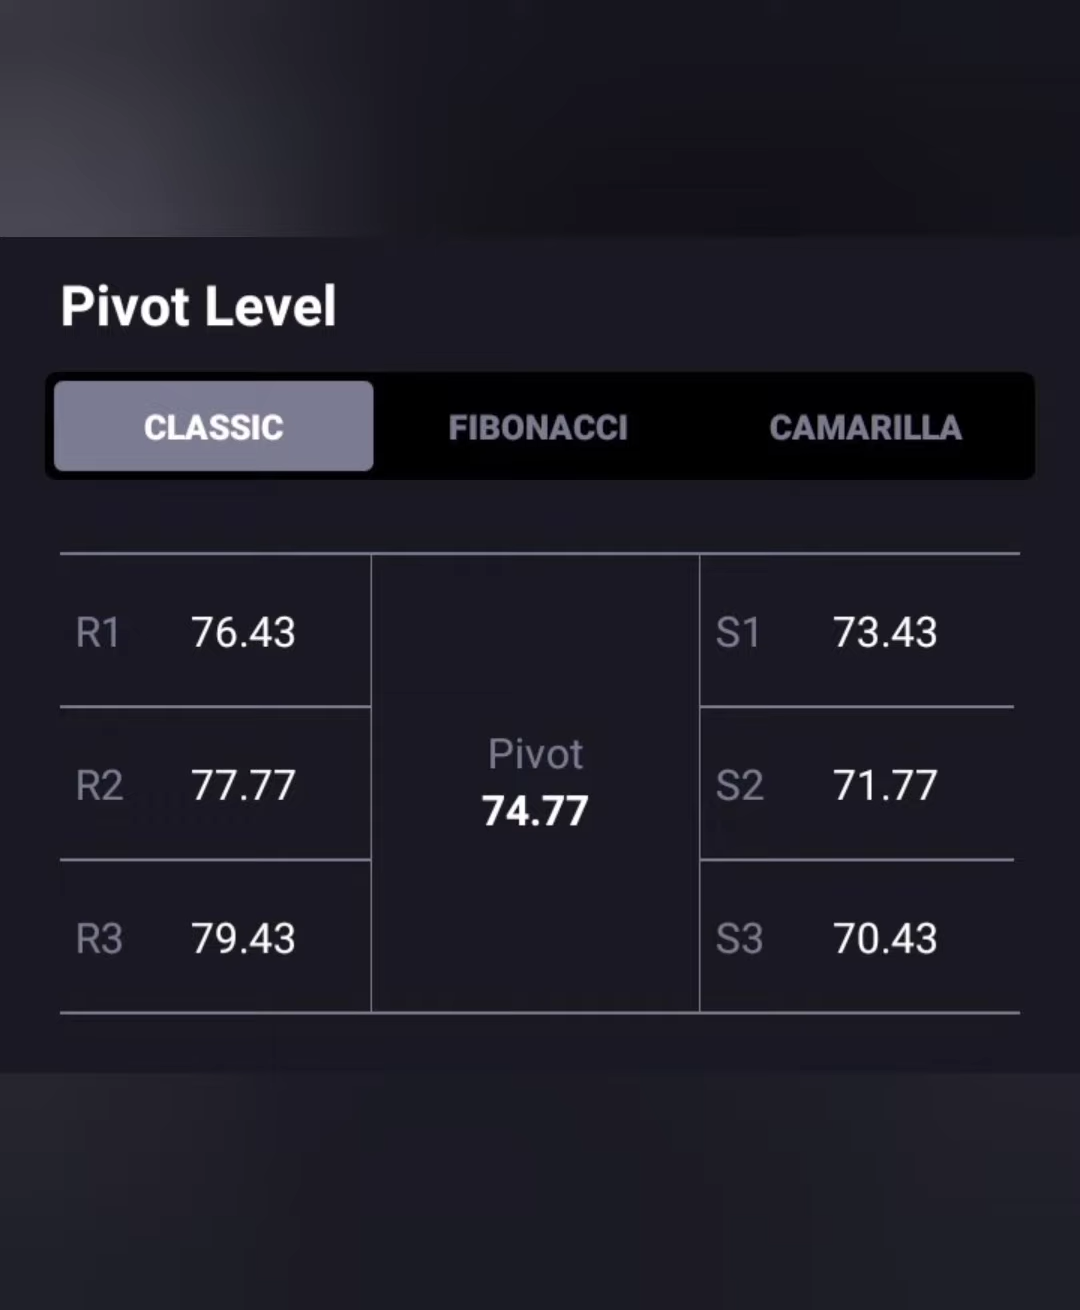 Pivot Level
CLASSIC FIBONACCI CAMARILLA
R1 76.43
R2 77.77
R3 79.43
Pivot
74.77
S1 73.43
S2 71.77
S3 70.43